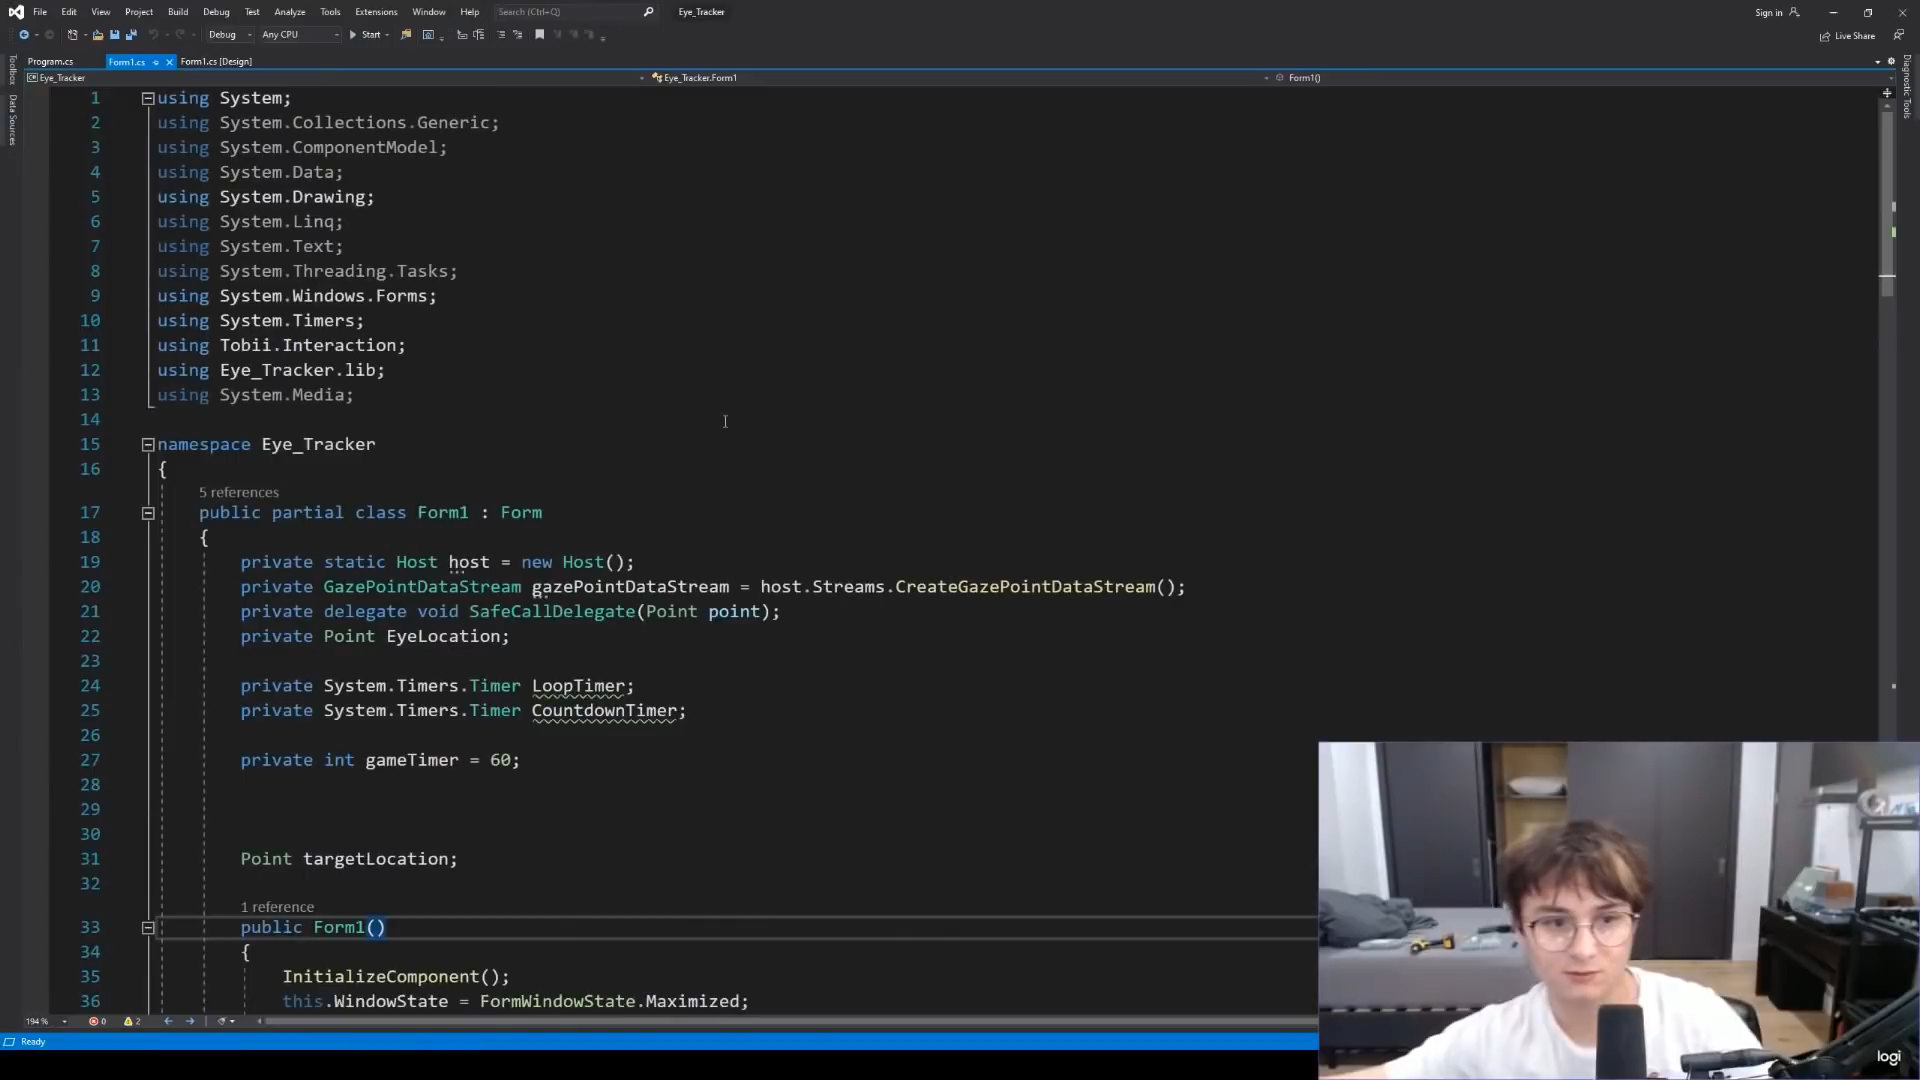 File Edit View Project Build Debug Test Analyze Tools Extensions Window Help Search (Ctrl+Q) Eye_Tracker Sign in
Debug Any CPU Start Live Share
Program.cs Form1.cs Form1.cs [Design]
Eye_Tracker Eye_Tracker.Form1 Form1()
Toolbox
Data Sources
Diagnostic Tools
1 using System;
2 using System.Collections.Generic;
3 using System.ComponentModel;
4 using System.Data;
5 using System.Drawing;
6 using System.Linq;
7 using System.Text;
8 using System.Threading.Tasks;
9 using System.Windows.Forms;
10 using System.Timers;
11 using Tobii.Interaction;
12 using Eye_Tracker.lib;
13 using System.Media;
14
15 namespace Eye_Tracker
16 {
5 references
17 public partial class Form1 : Form
18 {
19 private static Host host = new Host();
20 private GazePointDataStream gazePointDataStream = host.Streams.CreateGazePointDataStream();
21 private delegate void SafeCallDelegate(Point point);
22 private Point EyeLocation;
23
24 private System.Timers.Timer LoopTimer;
25 private System.Timers.Timer CountdownTimer;
26
27 private int gameTimer = 60;
28
29
30
31 Point targetLocation;
32
1 reference
33 public Form1()
34 {
35 InitializeComponent();
36 this.WindowState = FormWindowState.Maximized;
194 % 0 2
Ready
logi